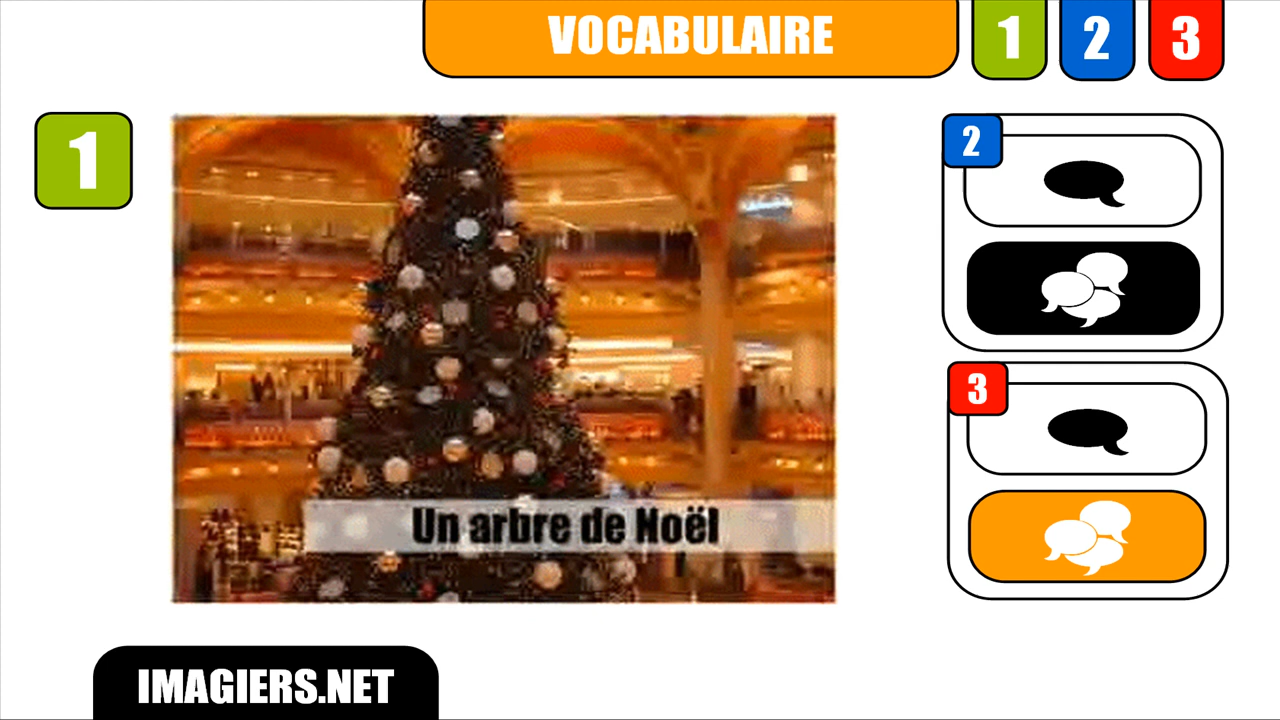 VOCABULAIRE
1 2 3
1
2
3
Un arbre de Noël
IMAGIERS.NET